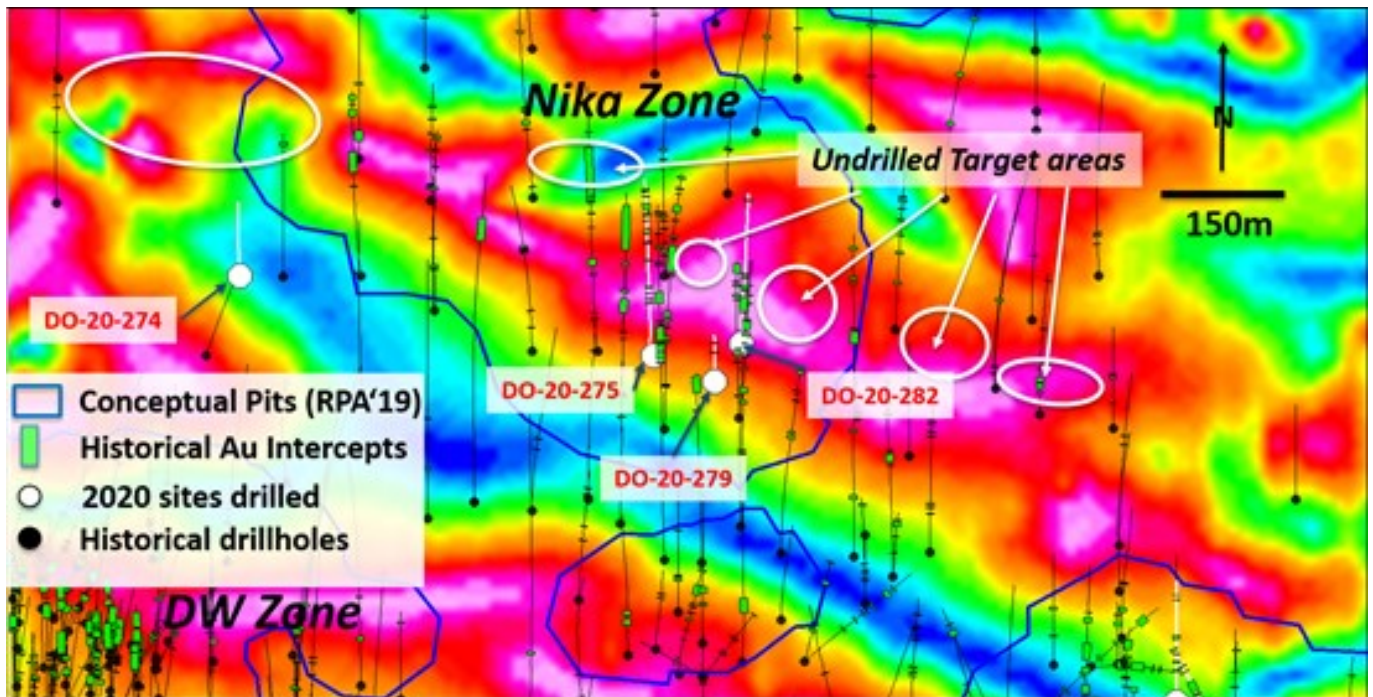 Nika Zone
N
Undrilled Target areas
150m
DO-20-274
DO-20-275
DO-20-282
DO-20-279
Conceptual Pits (RPA'19)
Historical Au Intercepts
2020 sites drilled
Historical drillholes
DW Zone